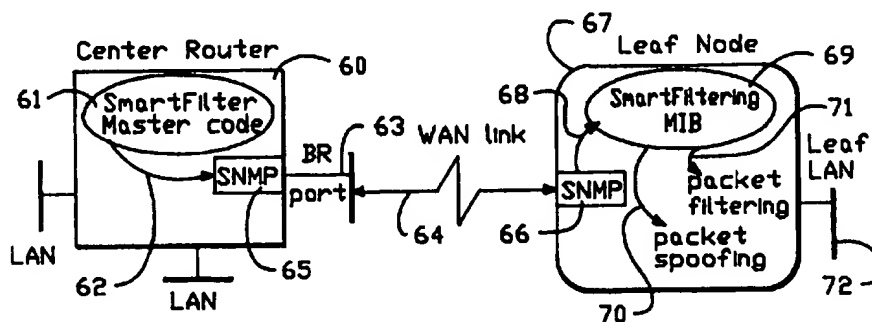 Center Router
60
61
SmartFilter
Master code
62
SNMP
65
BR
port
63
LAN
LAN
WAN link
64
67
Leaf Node
69
68
SmartFiltering
MIB
71
SNMP
66
packet
filtering
packet
spoofing
70
Leaf
LAN
72